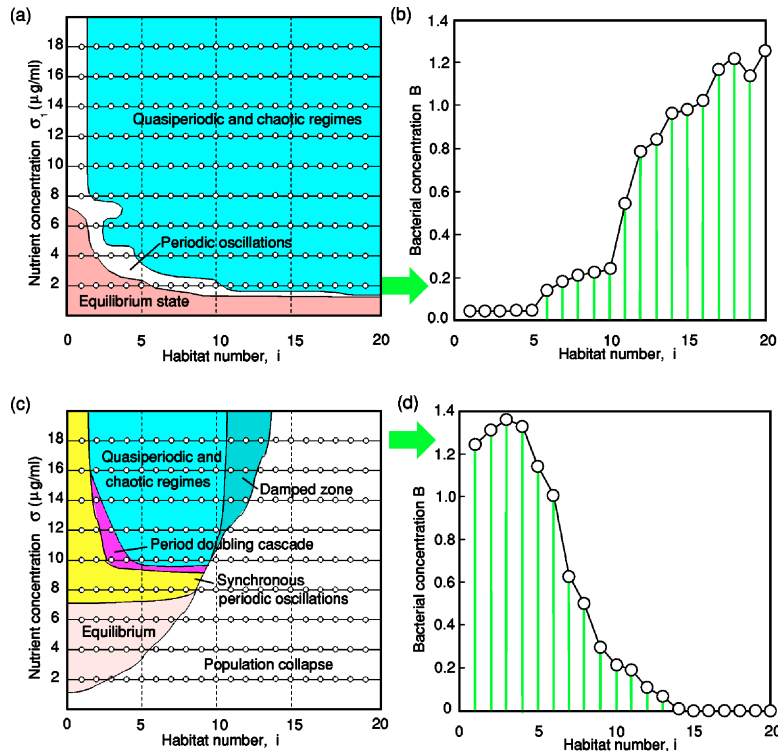 (a)
Nutrient concentration σ₁ (μg/ml)
18
16
14
12
10
8
6
4
2
Quasiperiodic and chaotic regimes
Periodic oscillations
Equilibrium state
0 5 10 15 20
Habitat number, i
(b)
Bacterial concentration B
1.4
1.2
1.0
0.8
0.6
0.4
0.2
0.0
0 5 10 15 20
Habitat number, i
(c)
Nutrient concentration σ (μg/ml)
18
16
14
12
10
8
6
4
2
Quasiperiodic and
chaotic regimes
Damped zone
Period doubling cascade
Synchronous
periodic oscillations
Equilibrium
Population collapse
0 5 10 15 20
Habitat number, i
(d)
Bacterial concentration B
1.4
1.2
1.0
0.8
0.6
0.4
0.2
0
0 5 10 15 20
Habitat number, i